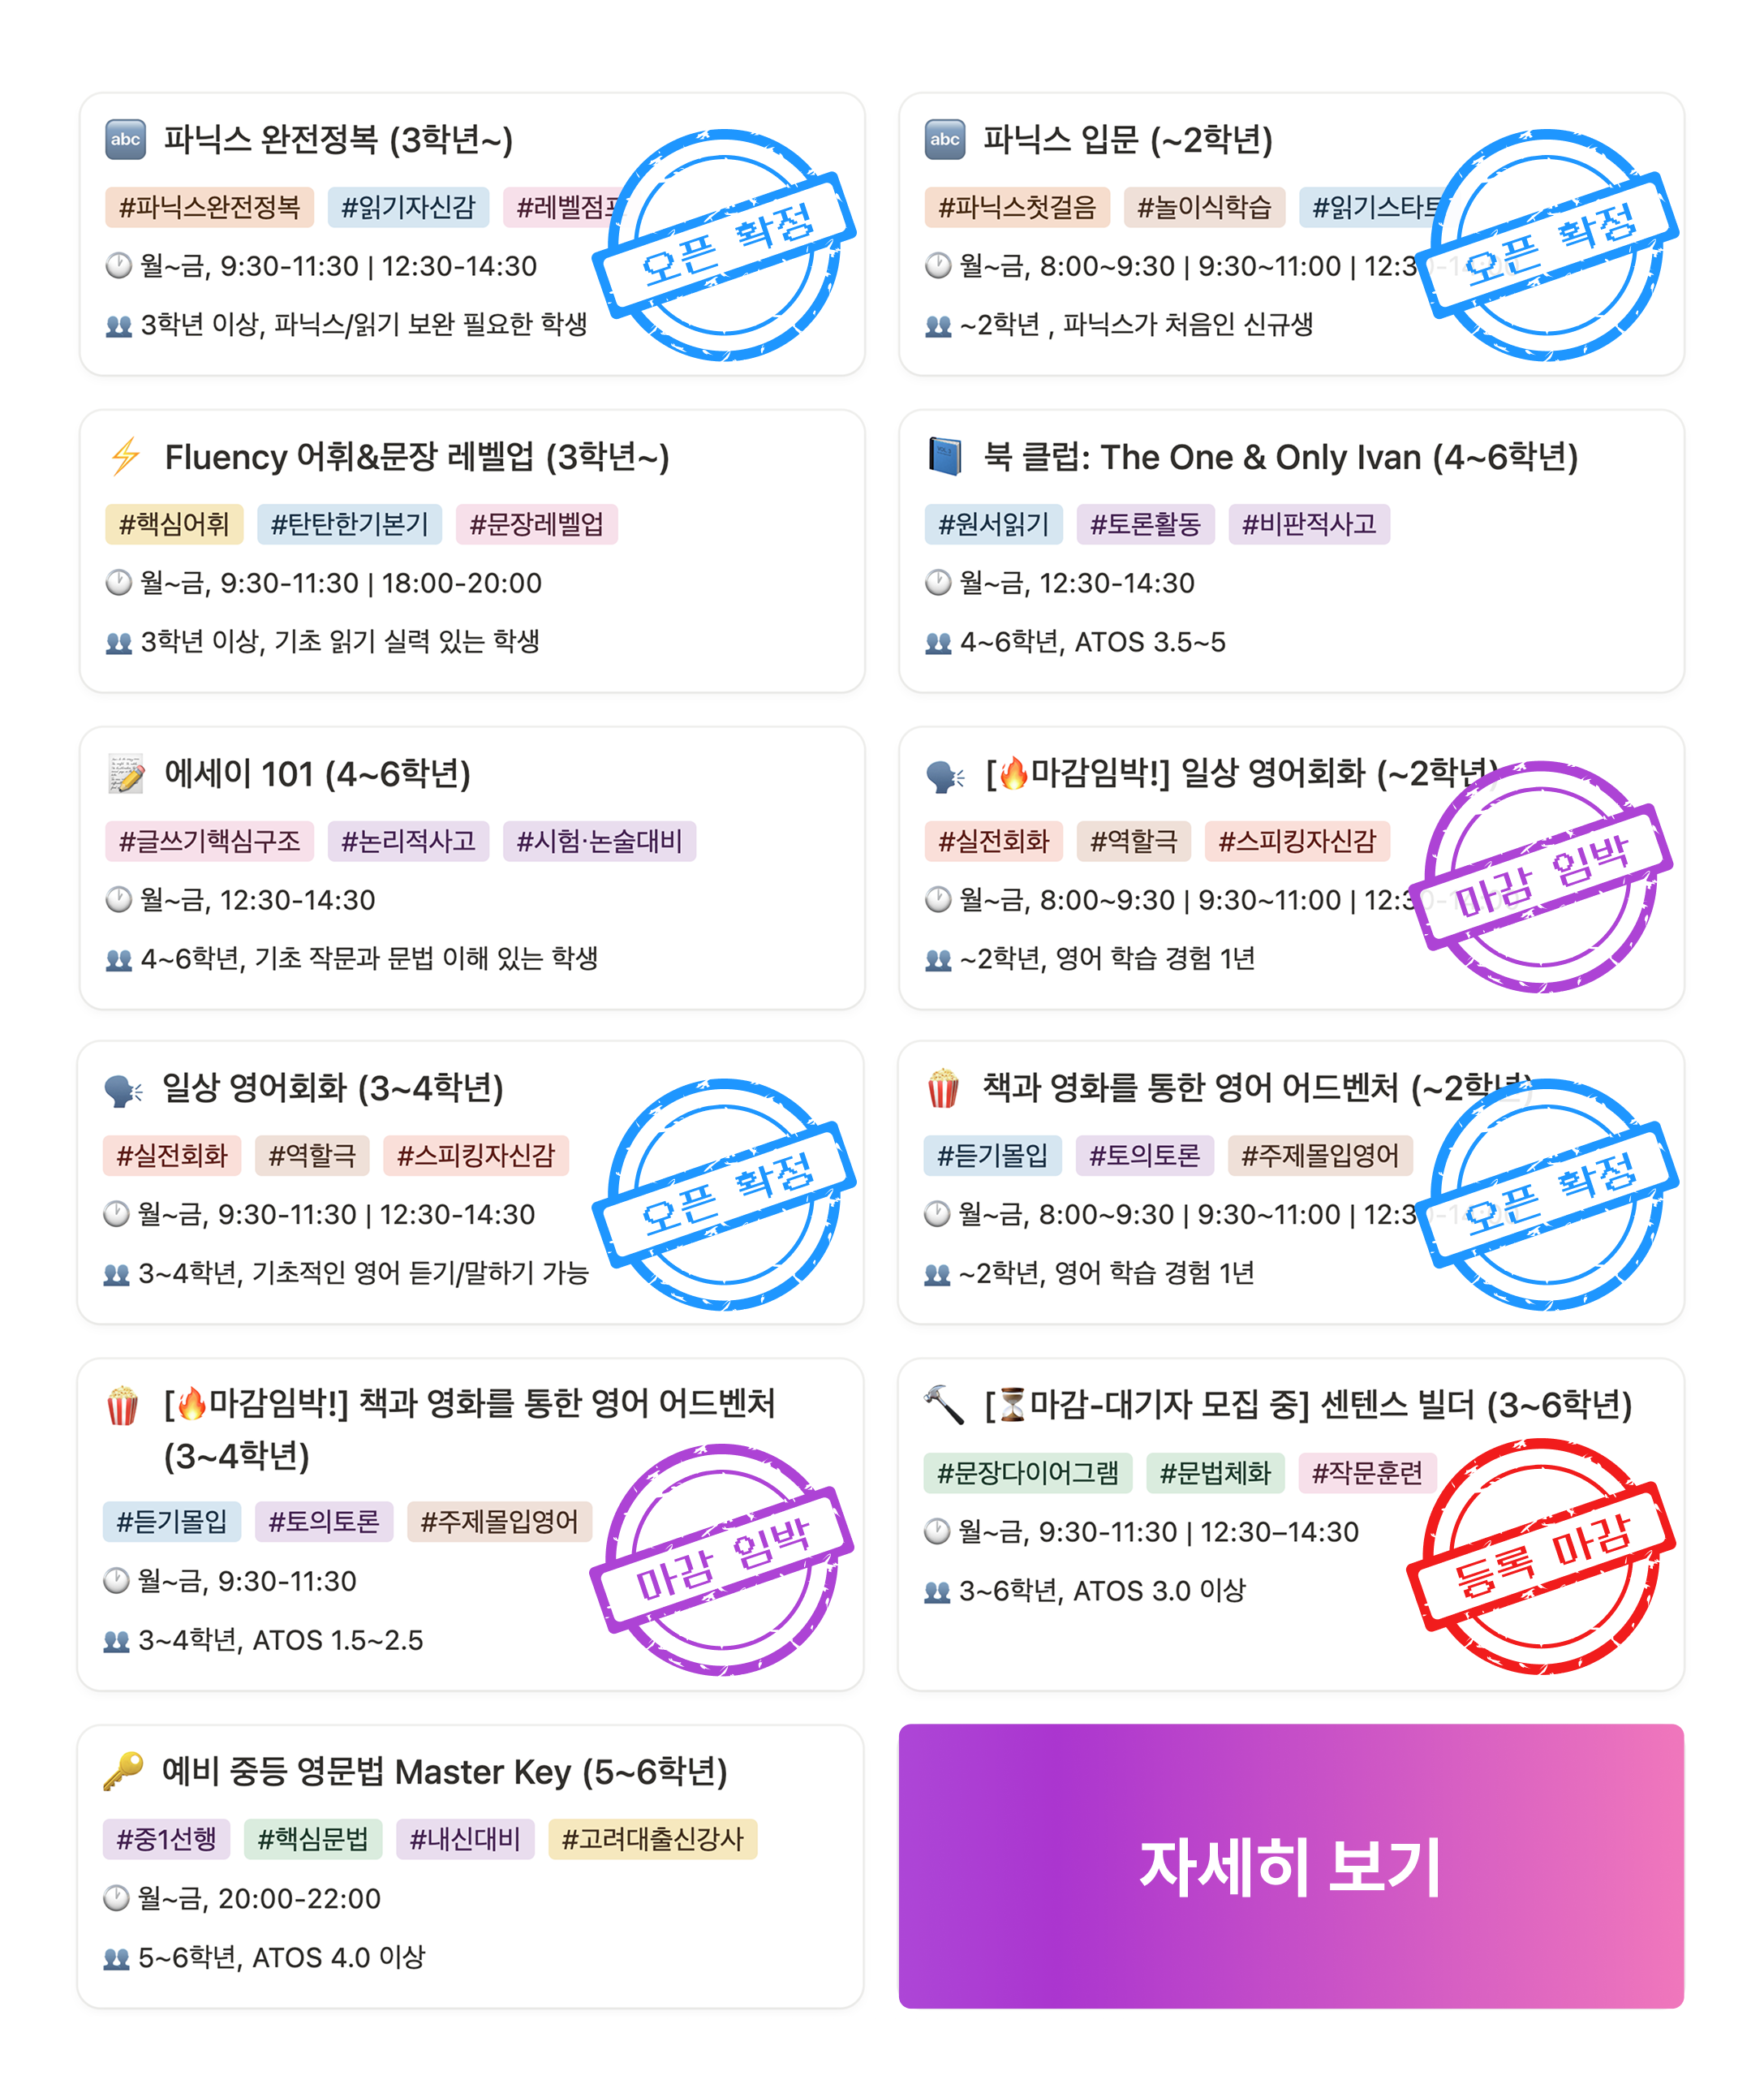 abc 파닉스 완전정복 (3학년~)
#파닉스완전정복 #읽기자신감
월~금, 9:30-11:30 | 12:30-14:30
3학년 이상, 파닉스/읽기 보완 필요한 학생
오픈 확정
abc 파닉스 입문 (~2학년)
#파닉스첫걸음 #놀이식학습 #읽기스타트
월~금, 8:00~9:30 | 9:30~11:00 |
~2학년 , 파닉스가 처음인 신규생
오픈 확정
Fluency 어휘&문장 레벨업 (3학년~)
#핵심어휘 #탄탄한기본기 #문장레벨업
월~금, 9:30-11:30 | 18:00-20:00
3학년 이상, 기초 읽기 실력 있는 학생
북 클럽: The One & Only Ivan (4~6학년)
#원서읽기 #토론활동 #비판적사고
월~금, 12:30-14:30
4~6학년, ATOS 3.5~5
에세이 101 (4~6학년)
#글쓰기핵심구조 #논리적사고 #시험·논술대비
월~금, 12:30-14:30
4~6학년, 기초 작문과 문법 이해 있는 학생
[🔥마감임박!] 일상 영어회화 (~2학년)
#실전회화 #역할극 #스피킹자신감
월~금, 8:00~9:30 | 9:30~11:00 |
~2학년, 영어 학습 경험 1년
마감 임박
일상 영어회화 (3~4학년)
#실전회화 #역할극 #스피킹자신감
월~금, 9:30-11:30 | 12:30-14:30
3~4학년, 기초적인 영어 듣기/말하기 가능
오픈 확정
책과 영화를 통한 영어 어드벤처 (~2학년)
#듣기몰입 #토의토론 #주제몰입영어
월~금, 8:00~9:30 | 9:30~11:00 |
~2학년, 영어 학습 경험 1년
오픈 확정
[🔥마감임박!] 책과 영화를 통한 영어 어드벤처
(3~4학년)
#듣기몰입 #토의토론 #주제몰입영어
월~금, 9:30-11:30
3~4학년, ATOS 1.5~2.5
마감 임박
[⏳마감-대기자 모집 중] 센텐스 빌더 (3~6학년)
#문장다이어그램 #문법체화 #작문훈련
월~금, 9:30-11:30 | 12:30–14:30
3~6학년, ATOS 3.0 이상
등록 마감
예비 중등 영문법 Master Key (5~6학년)
#중1선행 #핵심문법 #내신대비 #고려대출신강사
월~금, 20:00-22:00
5~6학년, ATOS 4.0 이상
자세히 보기